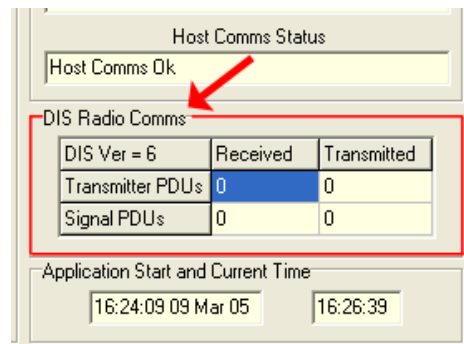 Host Comms Status
Host Comms Ok
DIS Radio Comms
DIS Ver = 6 Received Transmitted
Transmitter PDUs 0 0
Signal PDUs 0 0
Application Start and Current Time
16:24:09 09 Mar 05 16:26:39